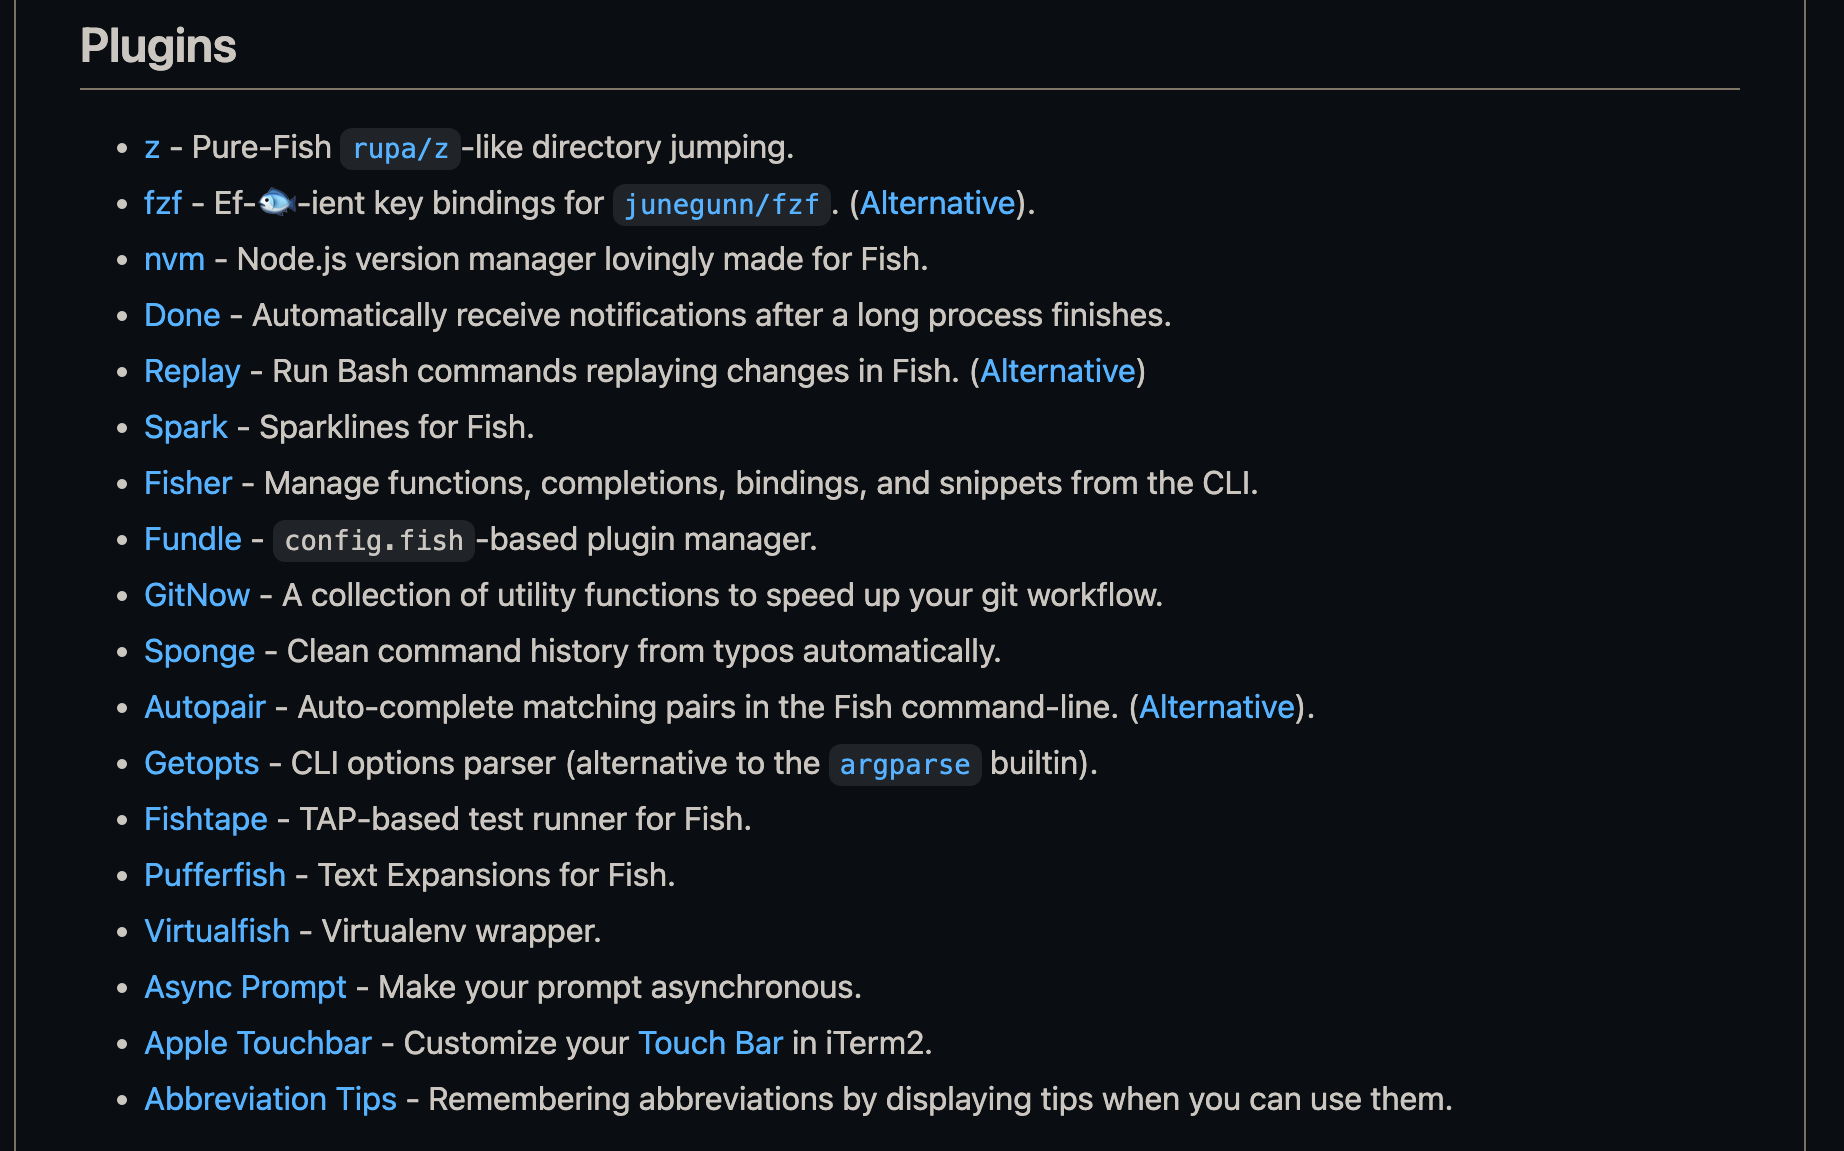 Plugins
• z - Pure-Fish rupa/z-like directory jumping.
• fzf - Ef-🐟-ient key bindings for junegunn/fzf. (Alternative).
• nvm - Node.js version manager lovingly made for Fish.
• Done - Automatically receive notifications after a long process finishes.
• Replay - Run Bash commands replaying changes in Fish. (Alternative)
• Spark - Sparklines for Fish.
• Fisher - Manage functions, completions, bindings, and snippets from the CLI.
• Fundle - config.fish-based plugin manager.
• GitNow - A collection of utility functions to speed up your git workflow.
• Sponge - Clean command history from typos automatically.
• Autopair - Auto-complete matching pairs in the Fish command-line. (Alternative).
• Getopts - CLI options parser (alternative to the argparse builtin).
• Fishtape - TAP-based test runner for Fish.
• Pufferfish - Text Expansions for Fish.
• Virtualfish - Virtualenv wrapper.
• Async Prompt - Make your prompt asynchronous.
• Apple Touchbar - Customize your Touch Bar in iTerm2.
• Abbreviation Tips - Remembering abbreviations by displaying tips when you can use them.